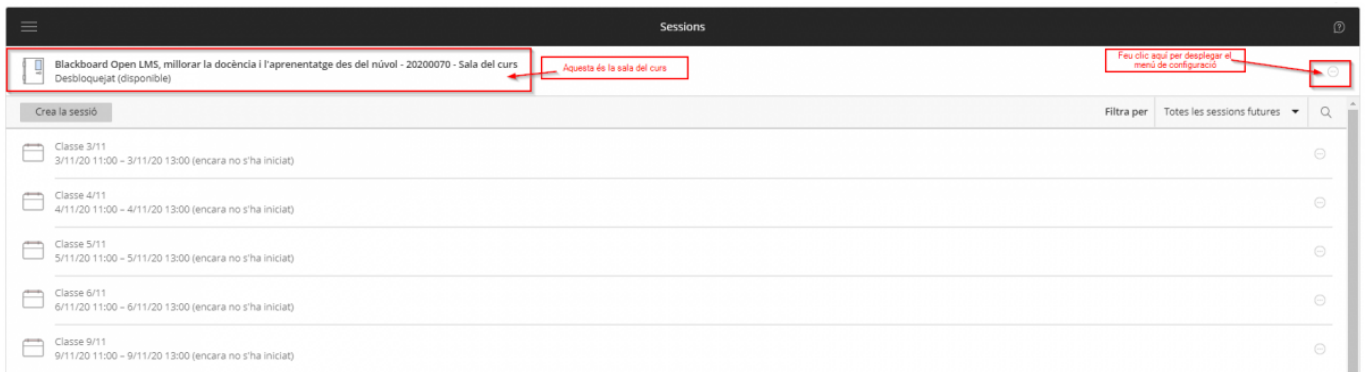 Sessions
Blackboard Open LMS, millorar la docència i l'aprenentatge des del núvol - 20200070 - Sala del curs
Desbloquejat (disponible)
Aquesta és la sala del curs
Feu clic aquí per desplegar el
menú de configuració
Crea la sessió
Filtra per
Totes les sessions futures
Classe 3/11
3/11/20 11:00 – 3/11/20 13:00 (encara no s'ha iniciat)
Classe 4/11
4/11/20 11:00 – 4/11/20 13:00 (encara no s'ha iniciat)
Classe 5/11
5/11/20 11:00 – 5/11/20 13:00 (encara no s'ha iniciat)
Classe 6/11
6/11/20 11:00 – 6/11/20 13:00 (encara no s'ha iniciat)
Classe 9/11
9/11/20 11:00 – 9/11/20 13:00 (encara no s'ha iniciat)